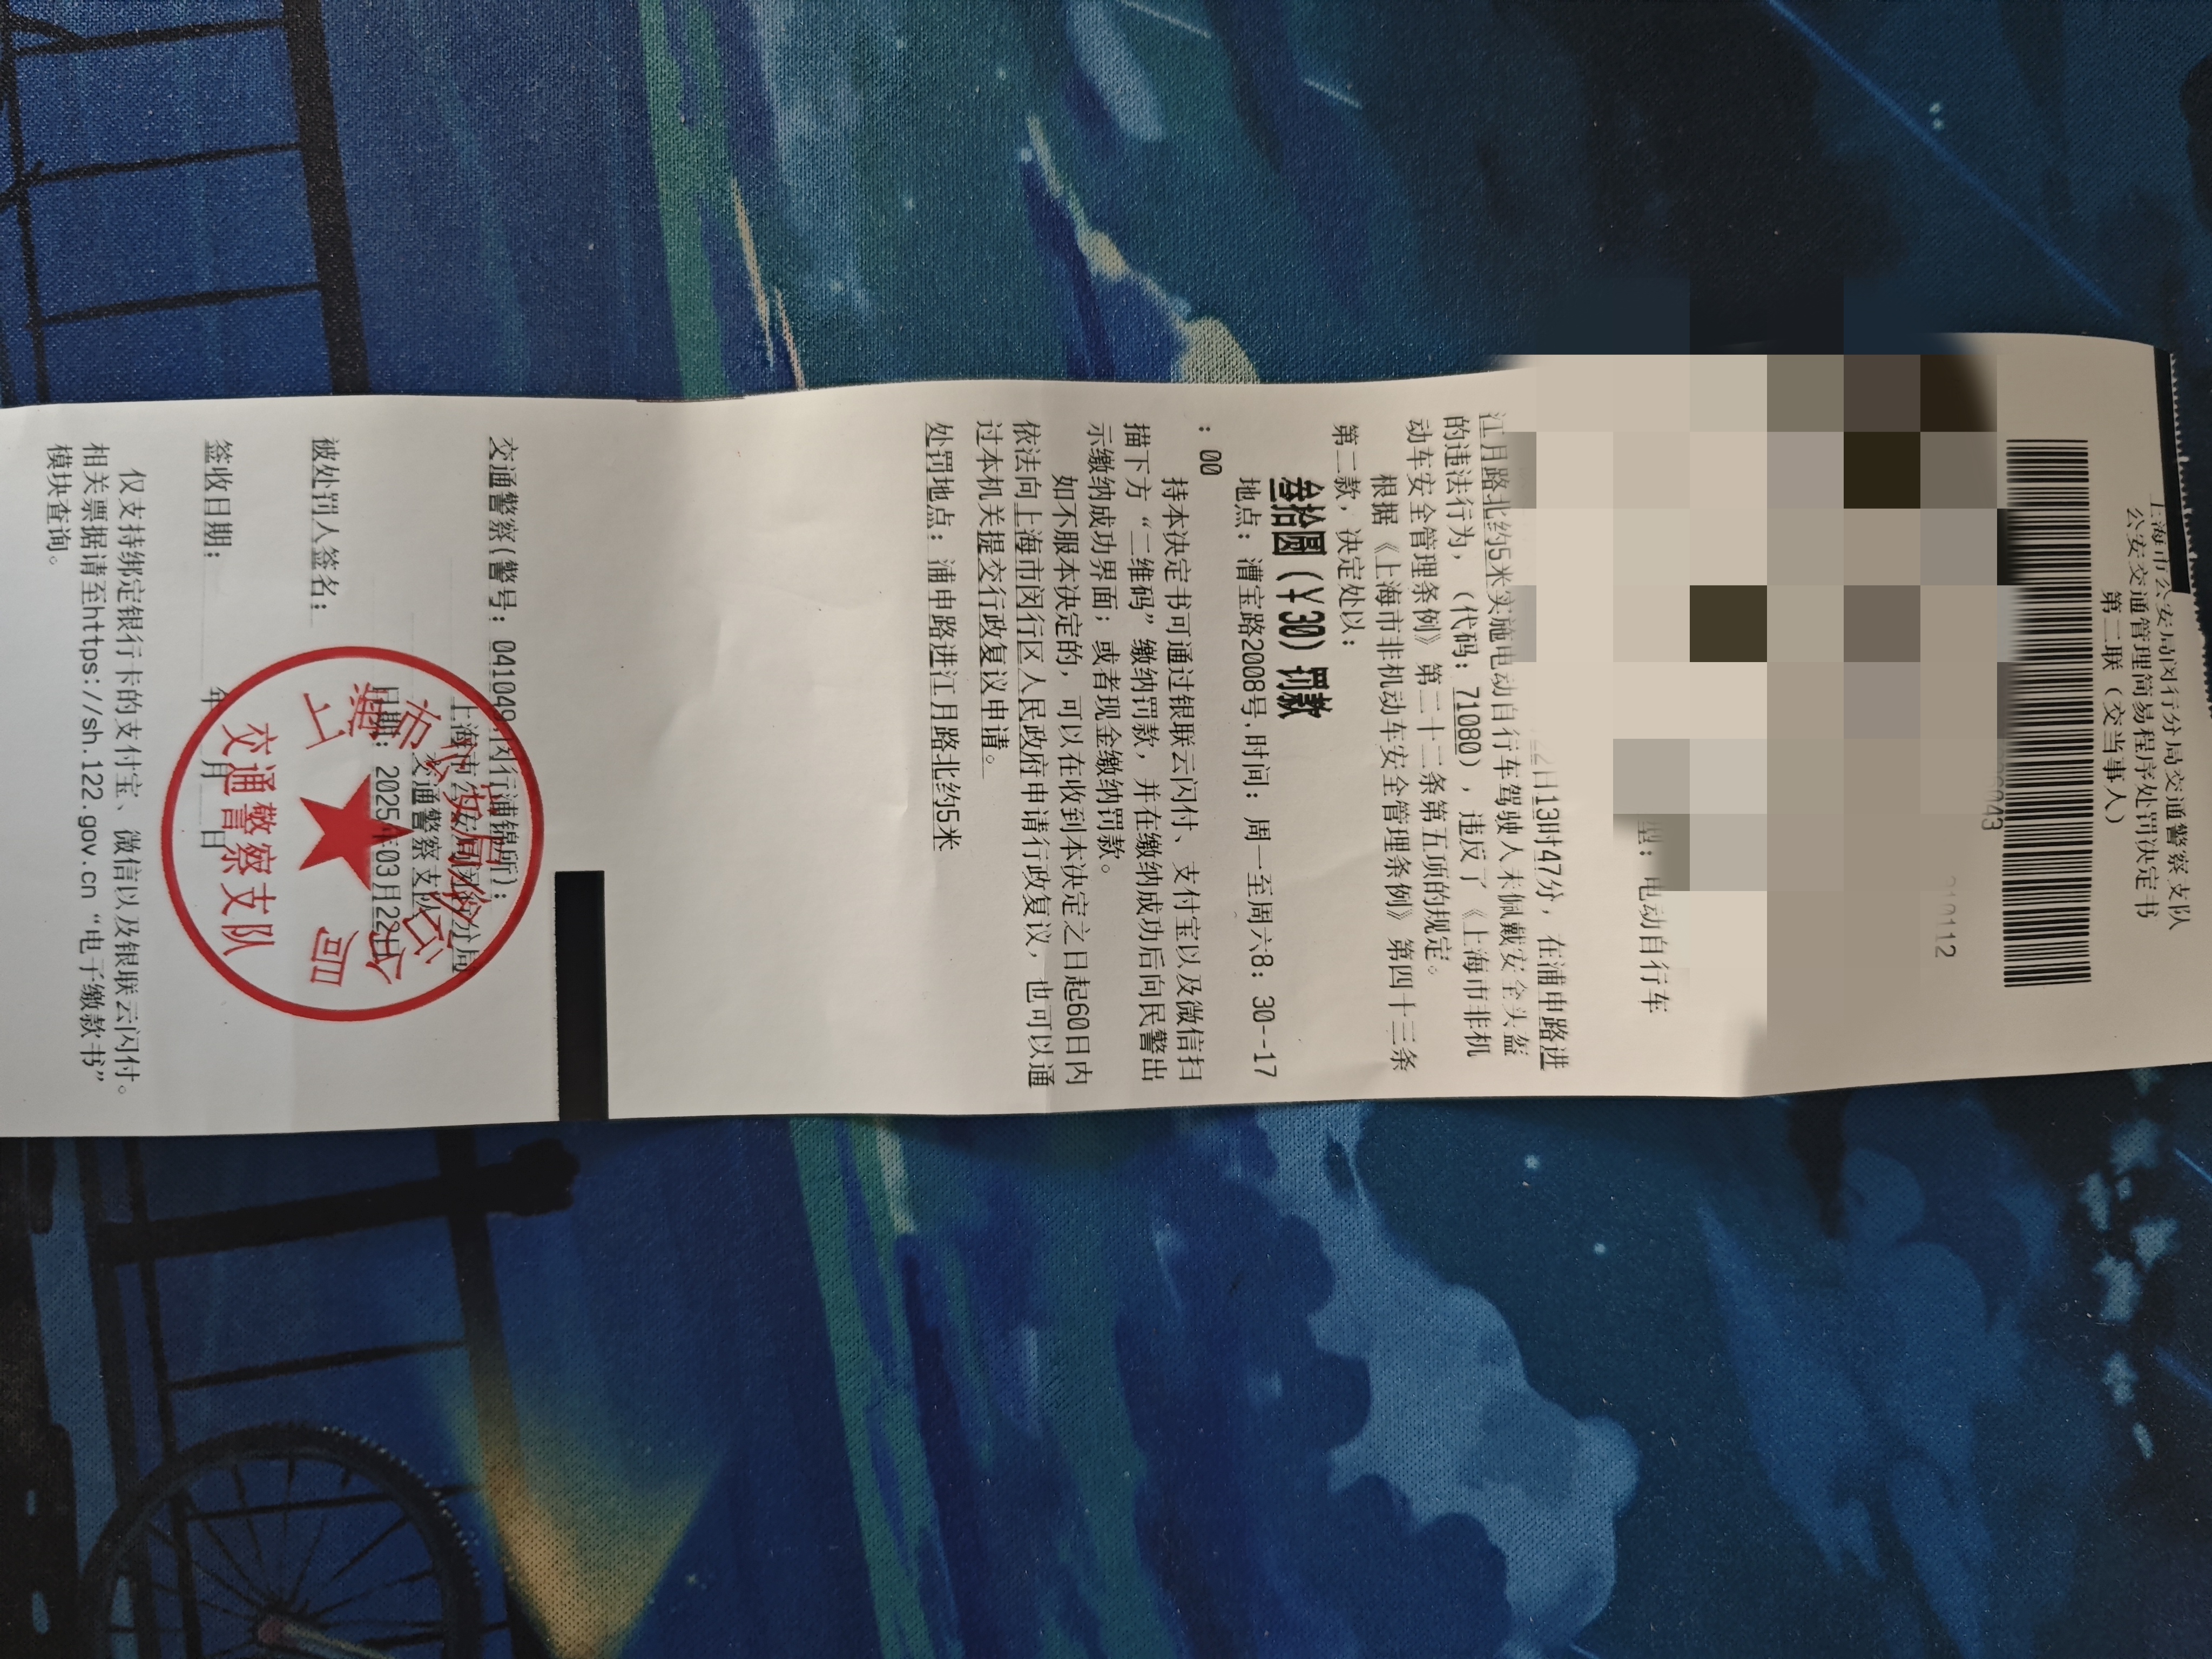 上海市公安局闵行分局交通警察支队
公安交通管理简易程序处罚决定书
第二联（交当事人）
310112
型：电动自行车
2日13时47分，在浦申路进
江月路北约5米实施电动自行车驾驶人未佩戴安全头盔
的违法行为，（代码：71080），违反了《上海市非机
动车安全管理条例》第二十二条第五项的规定。
根据《上海市非机动车安全管理条例》第四十三条
第二款，决定处以：
叁拾圆（￥30）罚款
地点：漕宝路2008号,时间：周一至周六8：30--17
：00
持本决定书可通过银联云闪付、支付宝以及微信扫
描下方“二维码”缴纳罚款，并在缴纳成功后向民警出
示缴纳成功界面；或者现金缴纳罚款。
如不服本决定的，可以在收到本决定之日起60日内
依法向上海市闵行区人民政府申请行政复议，也可以通
过本机关提交行政复议申请。
处罚地点：浦申路进江月路北约5米
交通警察(警号：041049,闵行浦锦所)：
上海市公安局闵行分局
交通警察支队
日期：2025年03月22日
上海市公安局闵行分局
交通警察支队
被处罚人签名：
签收日期： 年 月 日
仅支持绑定银行卡的支付宝、微信以及银联云闪付。
相关票据请至https://sh.122.gov.cn“电子缴款书”
模块查询。